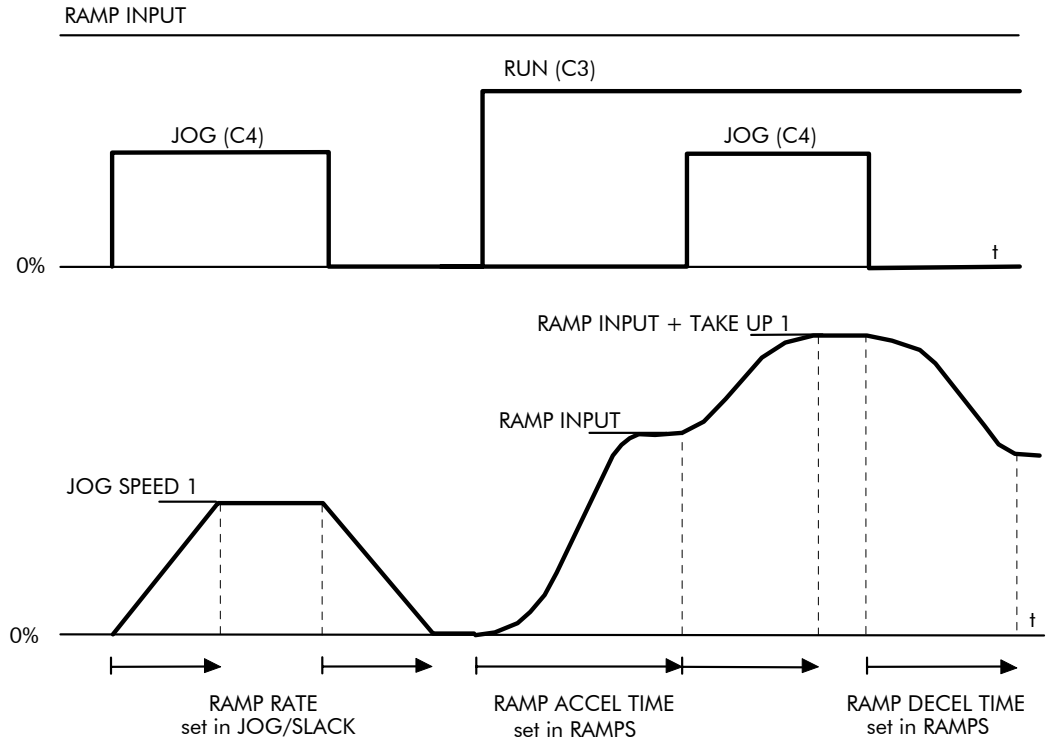 RAMP INPUT
RUN (C3)
JOG (C4)
JOG (C4)
t
0%
RAMP INPUT + TAKE UP 1
RAMP INPUT
JOG SPEED 1
t
0%
RAMP RATE
set in JOG/SLACK
RAMP ACCEL TIME
set in RAMPS
RAMP DECEL TIME
set in RAMPS